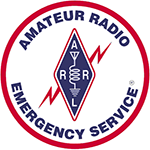 AMATEUR RADIO
A
R R
L
EMERGENCY SERVICE®